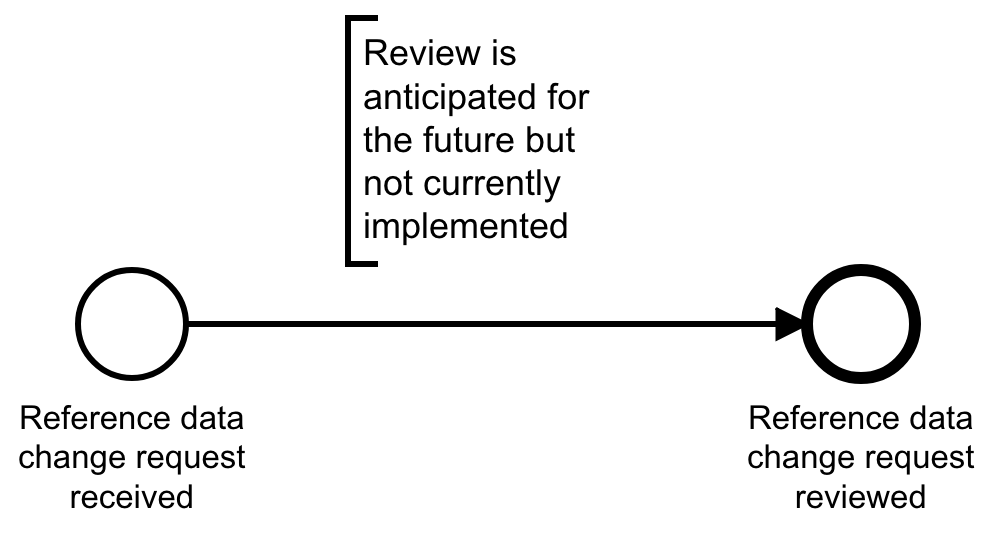 Review is
anticipated for
the future but
not currently
implemented
Reference data
change request
received
Reference data
change request
reviewed